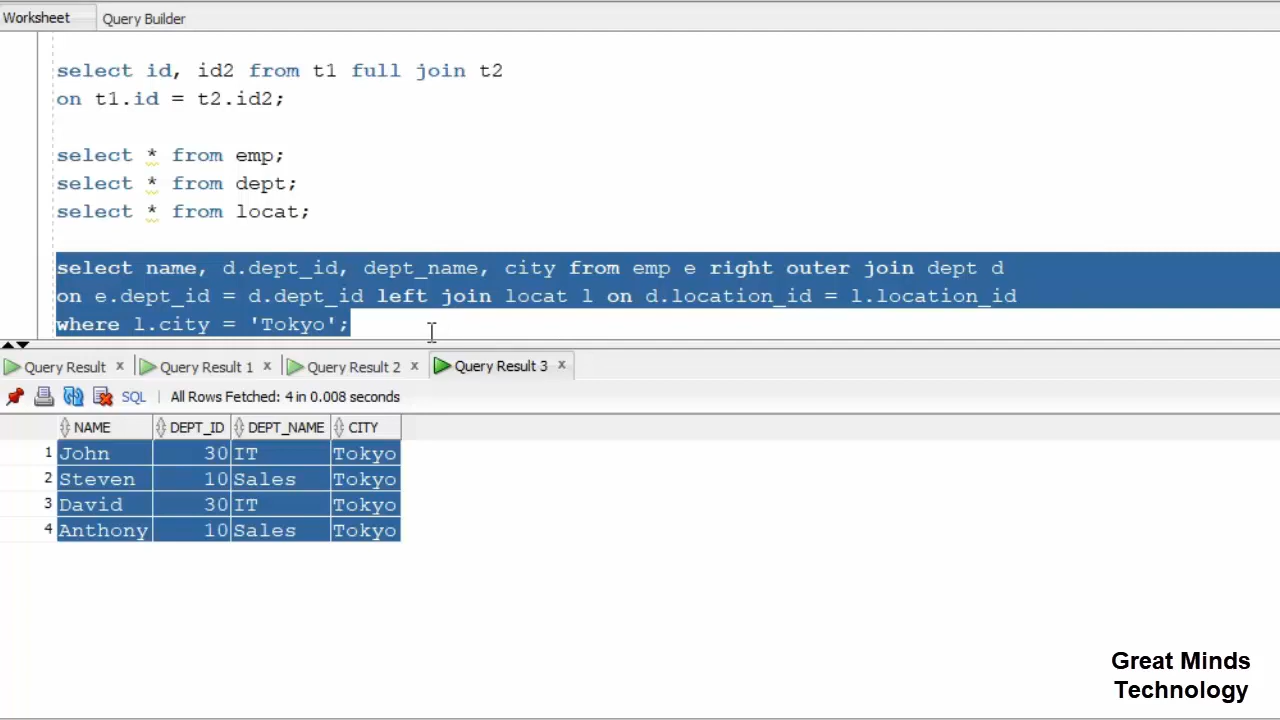 Worksheet Query Builder
select id, id2 from t1 full join t2
on t1.id = t2.id2;
select * from emp;
select * from dept;
select * from locat;
select name, d.dept_id, dept_name, city from emp e right outer join dept d
on e.dept_id = d.dept_id left join locat l on d.location_id = l.location_id
where l.city = 'Tokyo';
Query Result x Query Result 1 x Query Result 2 x Query Result 3 x
SQL | All Rows Fetched: 4 in 0.008 seconds
NAME DEPT_ID DEPT_NAME CITY
1 John 30 IT Tokyo
2 Steven 10 Sales Tokyo
3 David 30 IT Tokyo
4 Anthony 10 Sales Tokyo
Great Minds
Technology